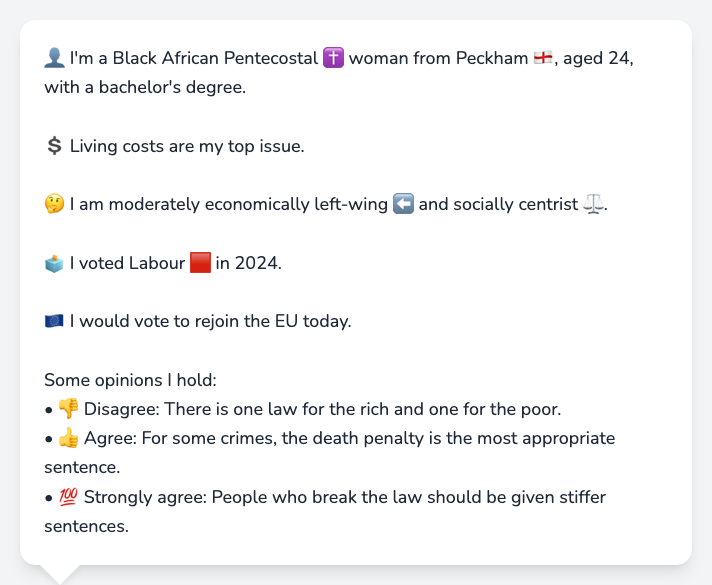 👤 I'm a Black African Pentecostal ✝️ woman from Peckham 🏴󠁧󠁢󠁥󠁮󠁧󠁿, aged 24,
with a bachelor's degree.
💲 Living costs are my top issue.
🤔 I am moderately economically left-wing ⬅️ and socially centrist ⚖️.
🗳️ I voted Labour 🟥 in 2024.
🇪🇺 I would vote to rejoin the EU today.
Some opinions I hold:
• 👎 Disagree: There is one law for the rich and one for the poor.
• 👍 Agree: For some crimes, the death penalty is the most appropriate
sentence.
• 💯 Strongly agree: People who break the law should be given stiffer
sentences.